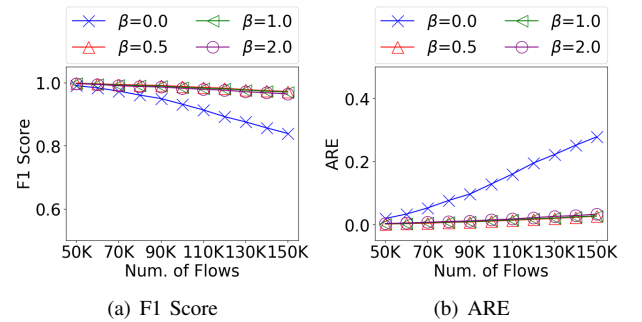 β=0.0 β=1.0
β=0.5 β=2.0
1.0
0.8
0.6
F1 Score
50K 70K 90K 110K130K150K
Num. of Flows
(a) F1 Score
β=0.0 β=1.0
β=0.5 β=2.0
0.4
0.2
0.0
ARE
50K 70K 90K 110K130K150K
Num. of Flows
(b) ARE